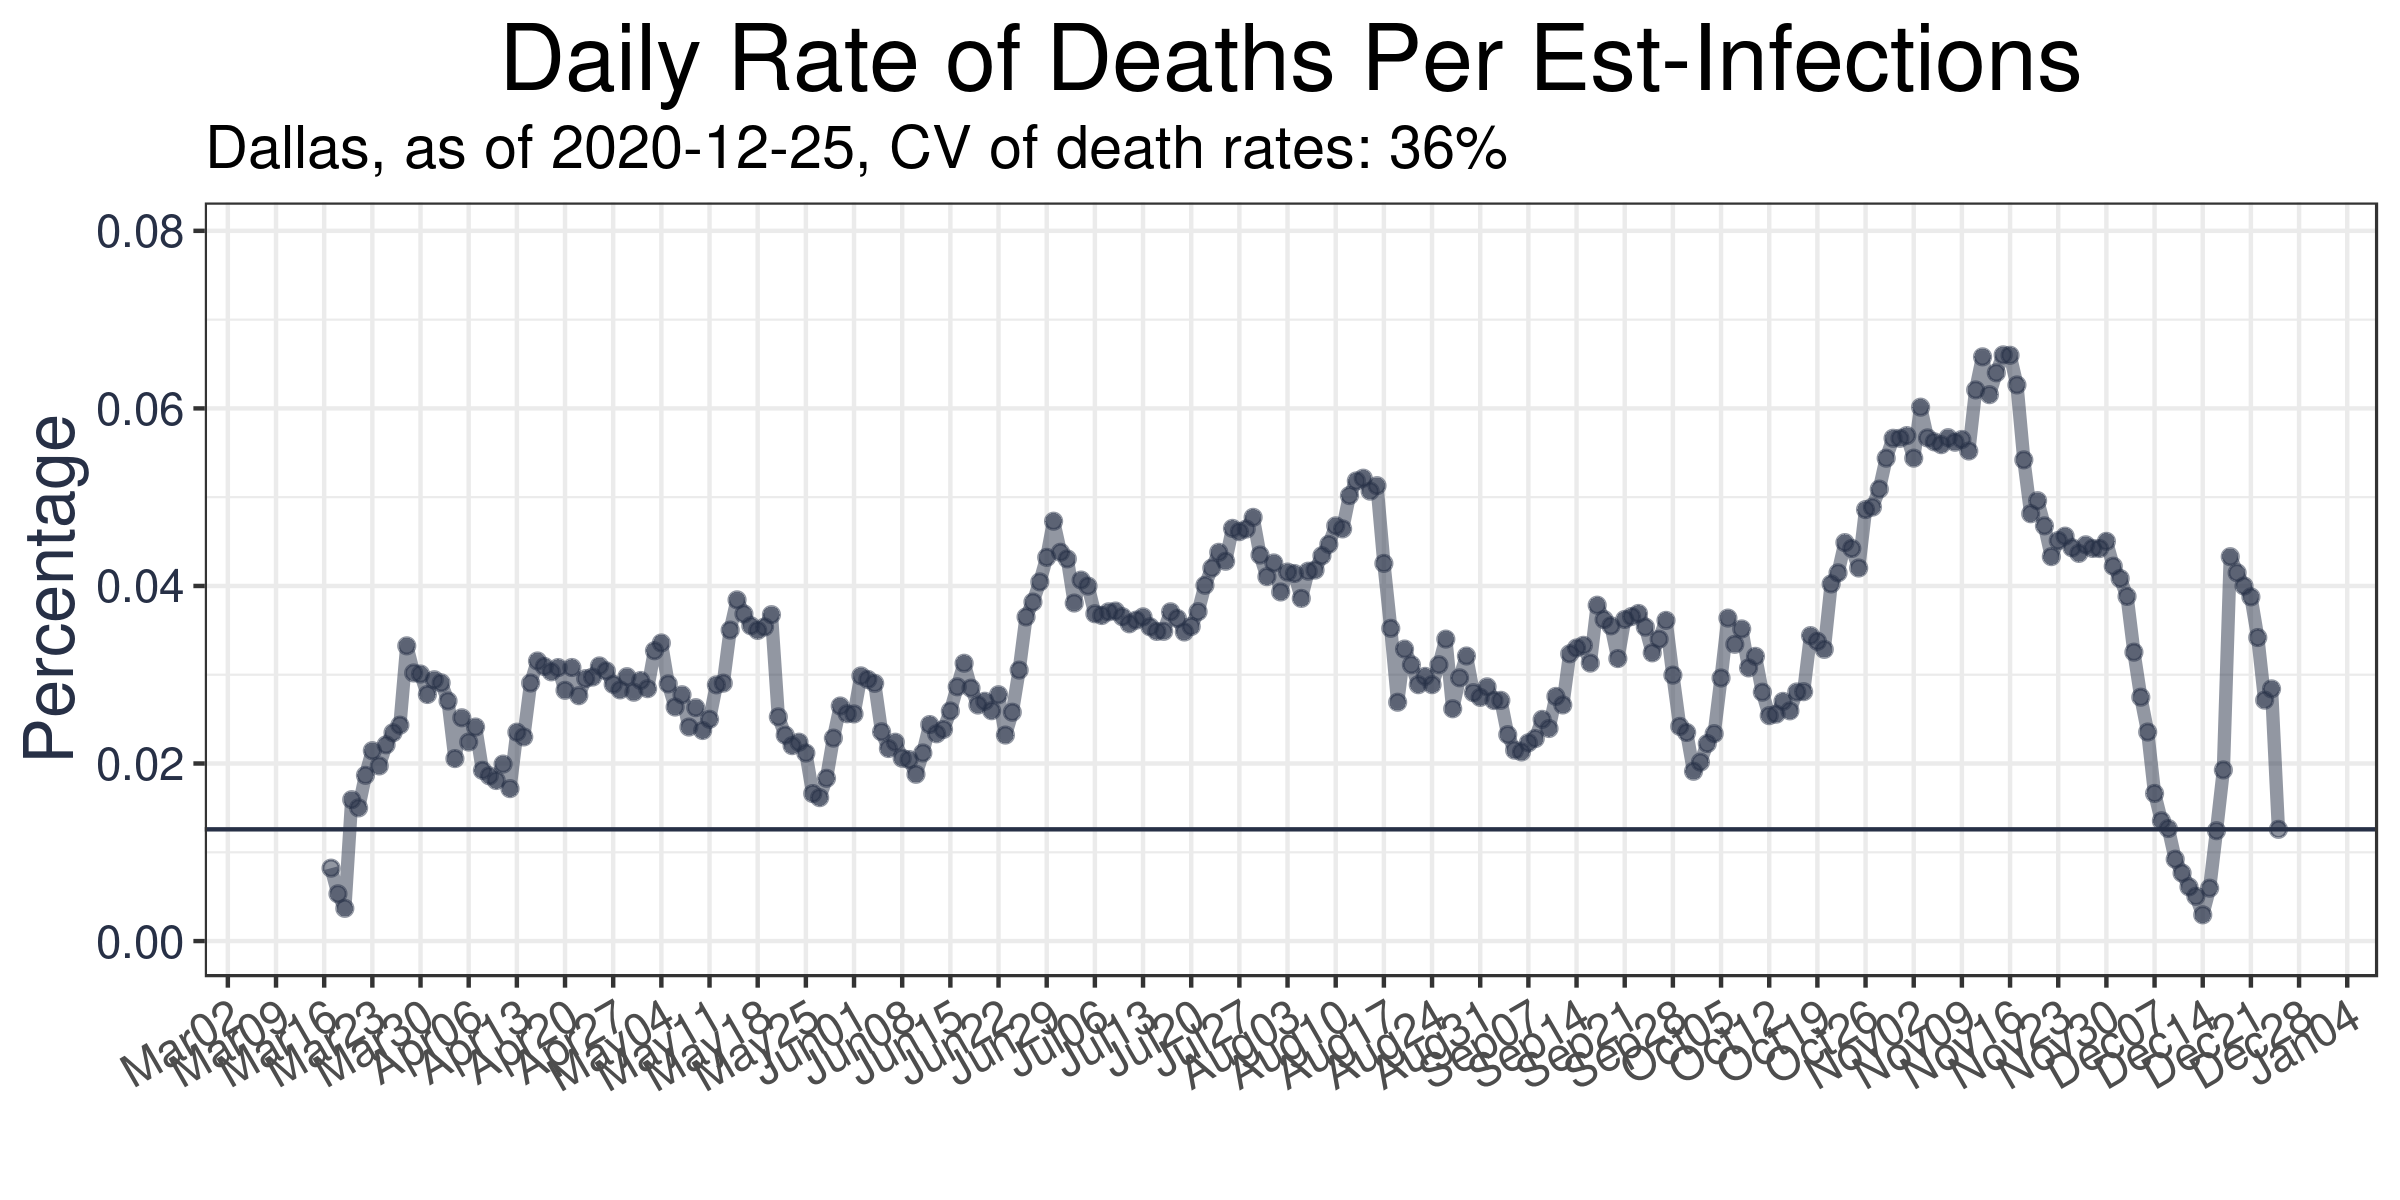 Daily Rate of Deaths Per Est-Infections
Dallas, as of 2020-12-25, CV of death rates: 36%
Percentage
0.08
0.06
0.04
0.02
0.00
Mar02
Mar09
Mar16
Mar23
Mar30
Apr06
Apr13
Apr20
Apr27
May04
May11
May18
May25
Jun01
Jun08
Jun15
Jun22
Jun29
Jul06
Jul13
Jul20
Jul27
Aug03
Aug10
Aug17
Aug24
Aug31
Sep07
Sep14
Sep21
Sep28
Oct05
Oct12
Oct19
Oct26
Nov02
Nov09
Nov16
Nov23
Nov30
Dec07
Dec14
Dec21
Dec28
Jan04